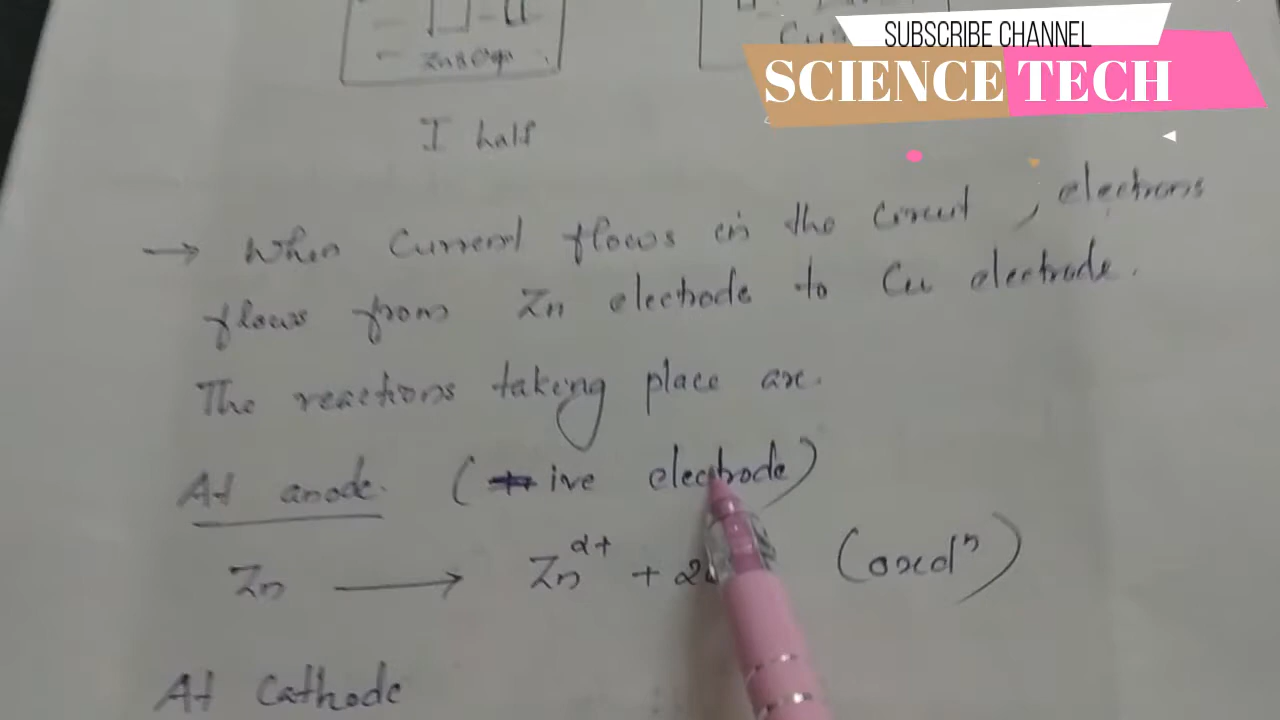 SUBSCRIBE CHANNEL
SCIENCE TECH
I half
→ When Current flows in the circuit , electrons
flows from Zn electrode to Cu electrode.
The reactions taking place are.
At anode. ( ive electrode)
Zn ⟶ Zn²⁺ + 2 (oxdⁿ)
At Cathode